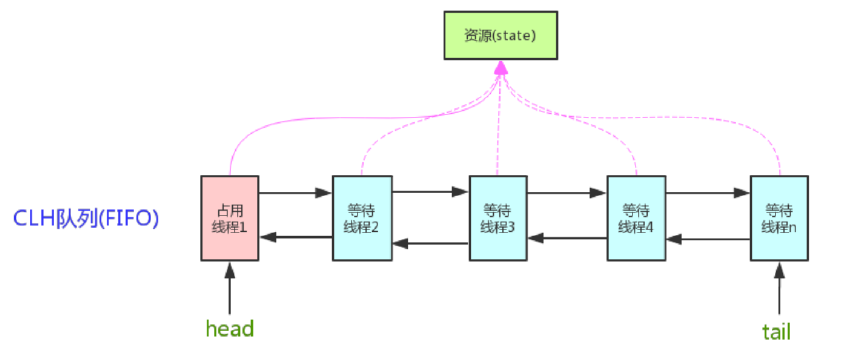 资源(state)
CLH队列(FIFO)
占用
线程1
等待
线程2
等待
线程3
等待
线程4
等待
线程n
head
tail